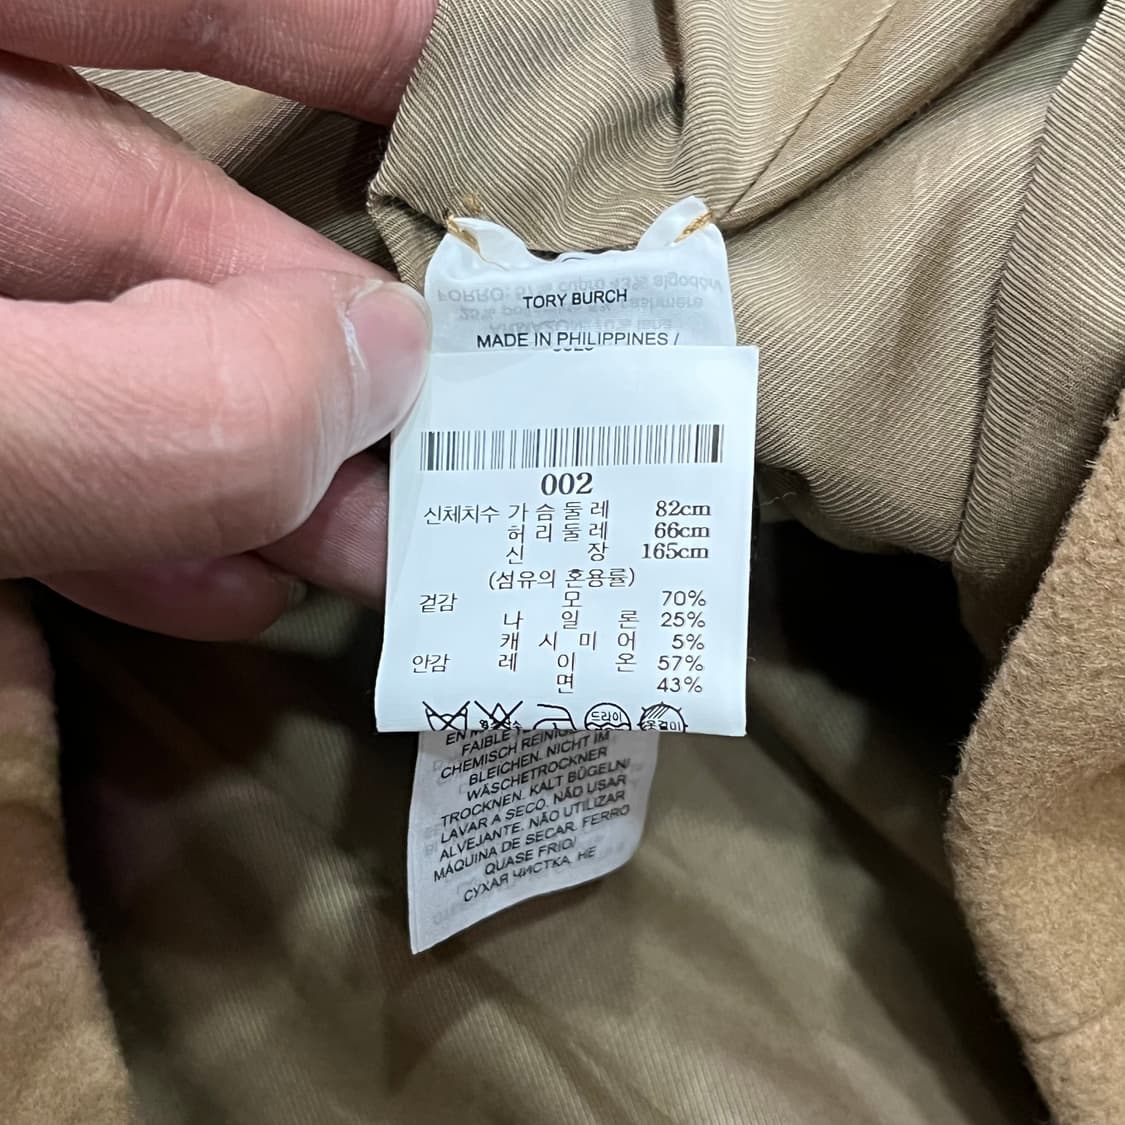 TORY BURCH
MADE IN PHILIPPINES /
002
신체치수 가 슴 둘 레 82cm
허 리 둘 레 66cm
신 장 165cm
(섬유의 혼용률)
겉감 모 70%
나 일 론 25%
캐 시 미 어 5%
안감 레 이 온 57%
면 43%
드라이
옷걸이
FAIBLE
CHEMISCH REINIG
BLEICHEN. NICHT IM
WÄSCHETROCKNER
TROCKNEN. KALT BÜGELN/
LAVAR A SECO. NÃO USAR
ALVEJANTE. NÃO UTILIZAR
MÁQUINA DE SECAR. FERRO
QUASE FRIO/
СУХАЯ ЧИСТКА. НЕ